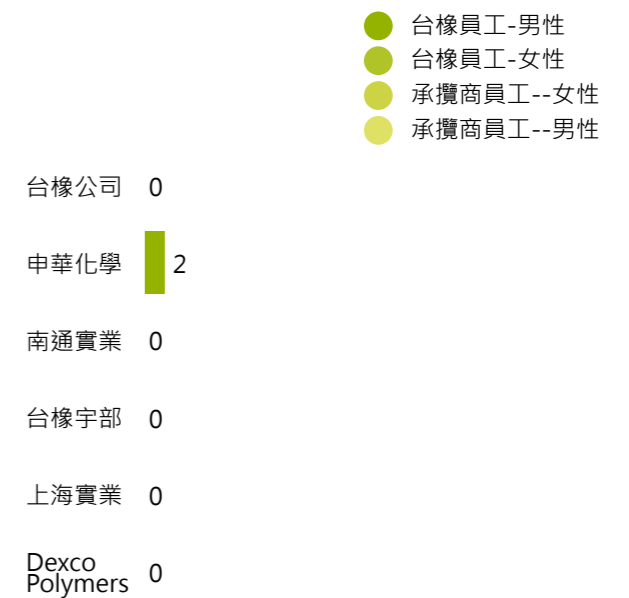 台橡員工-男性
台橡員工-女性
承攬商員工--女性
承攬商員工--男性
台橡公司 0
申華化學 2
南通實業 0
台橡宇部 0
上海實業 0
Dexco
Polymers 0